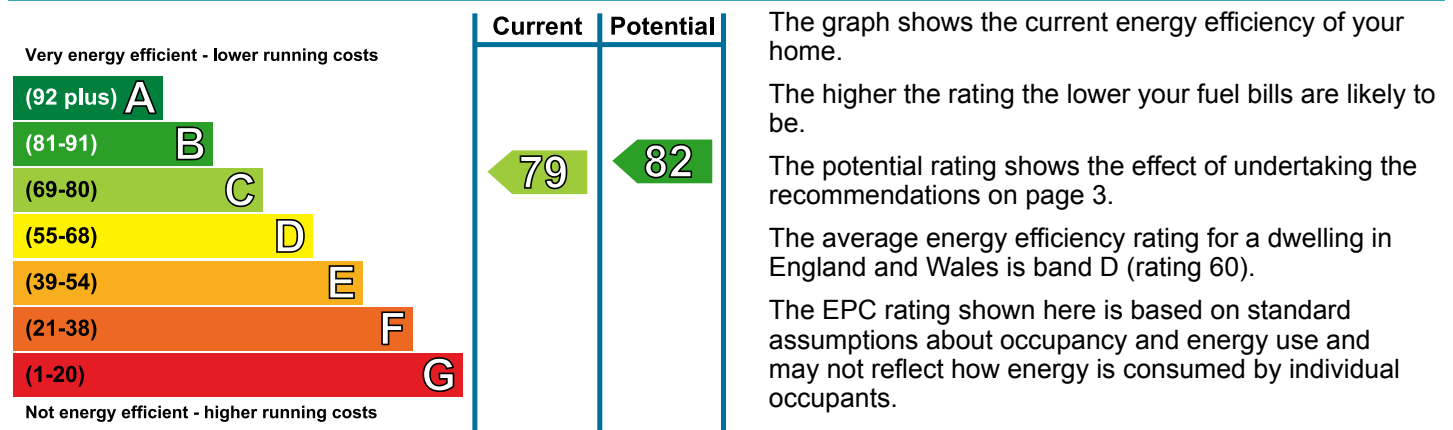 Very energy efficient - lower running costs
(92 plus) A
(81-91) B
(69-80) C
(55-68) D
(39-54) E
(21-38) F
(1-20) G
Not energy efficient - higher running costs
Current Potential
79 82
The graph shows the current energy efficiency of your
home.
The higher the rating the lower your fuel bills are likely to
be.
The potential rating shows the effect of undertaking the
recommendations on page 3.
The average energy efficiency rating for a dwelling in
England and Wales is band D (rating 60).
The EPC rating shown here is based on standard
assumptions about occupancy and energy use and
may not reflect how energy is consumed by individual
occupants.